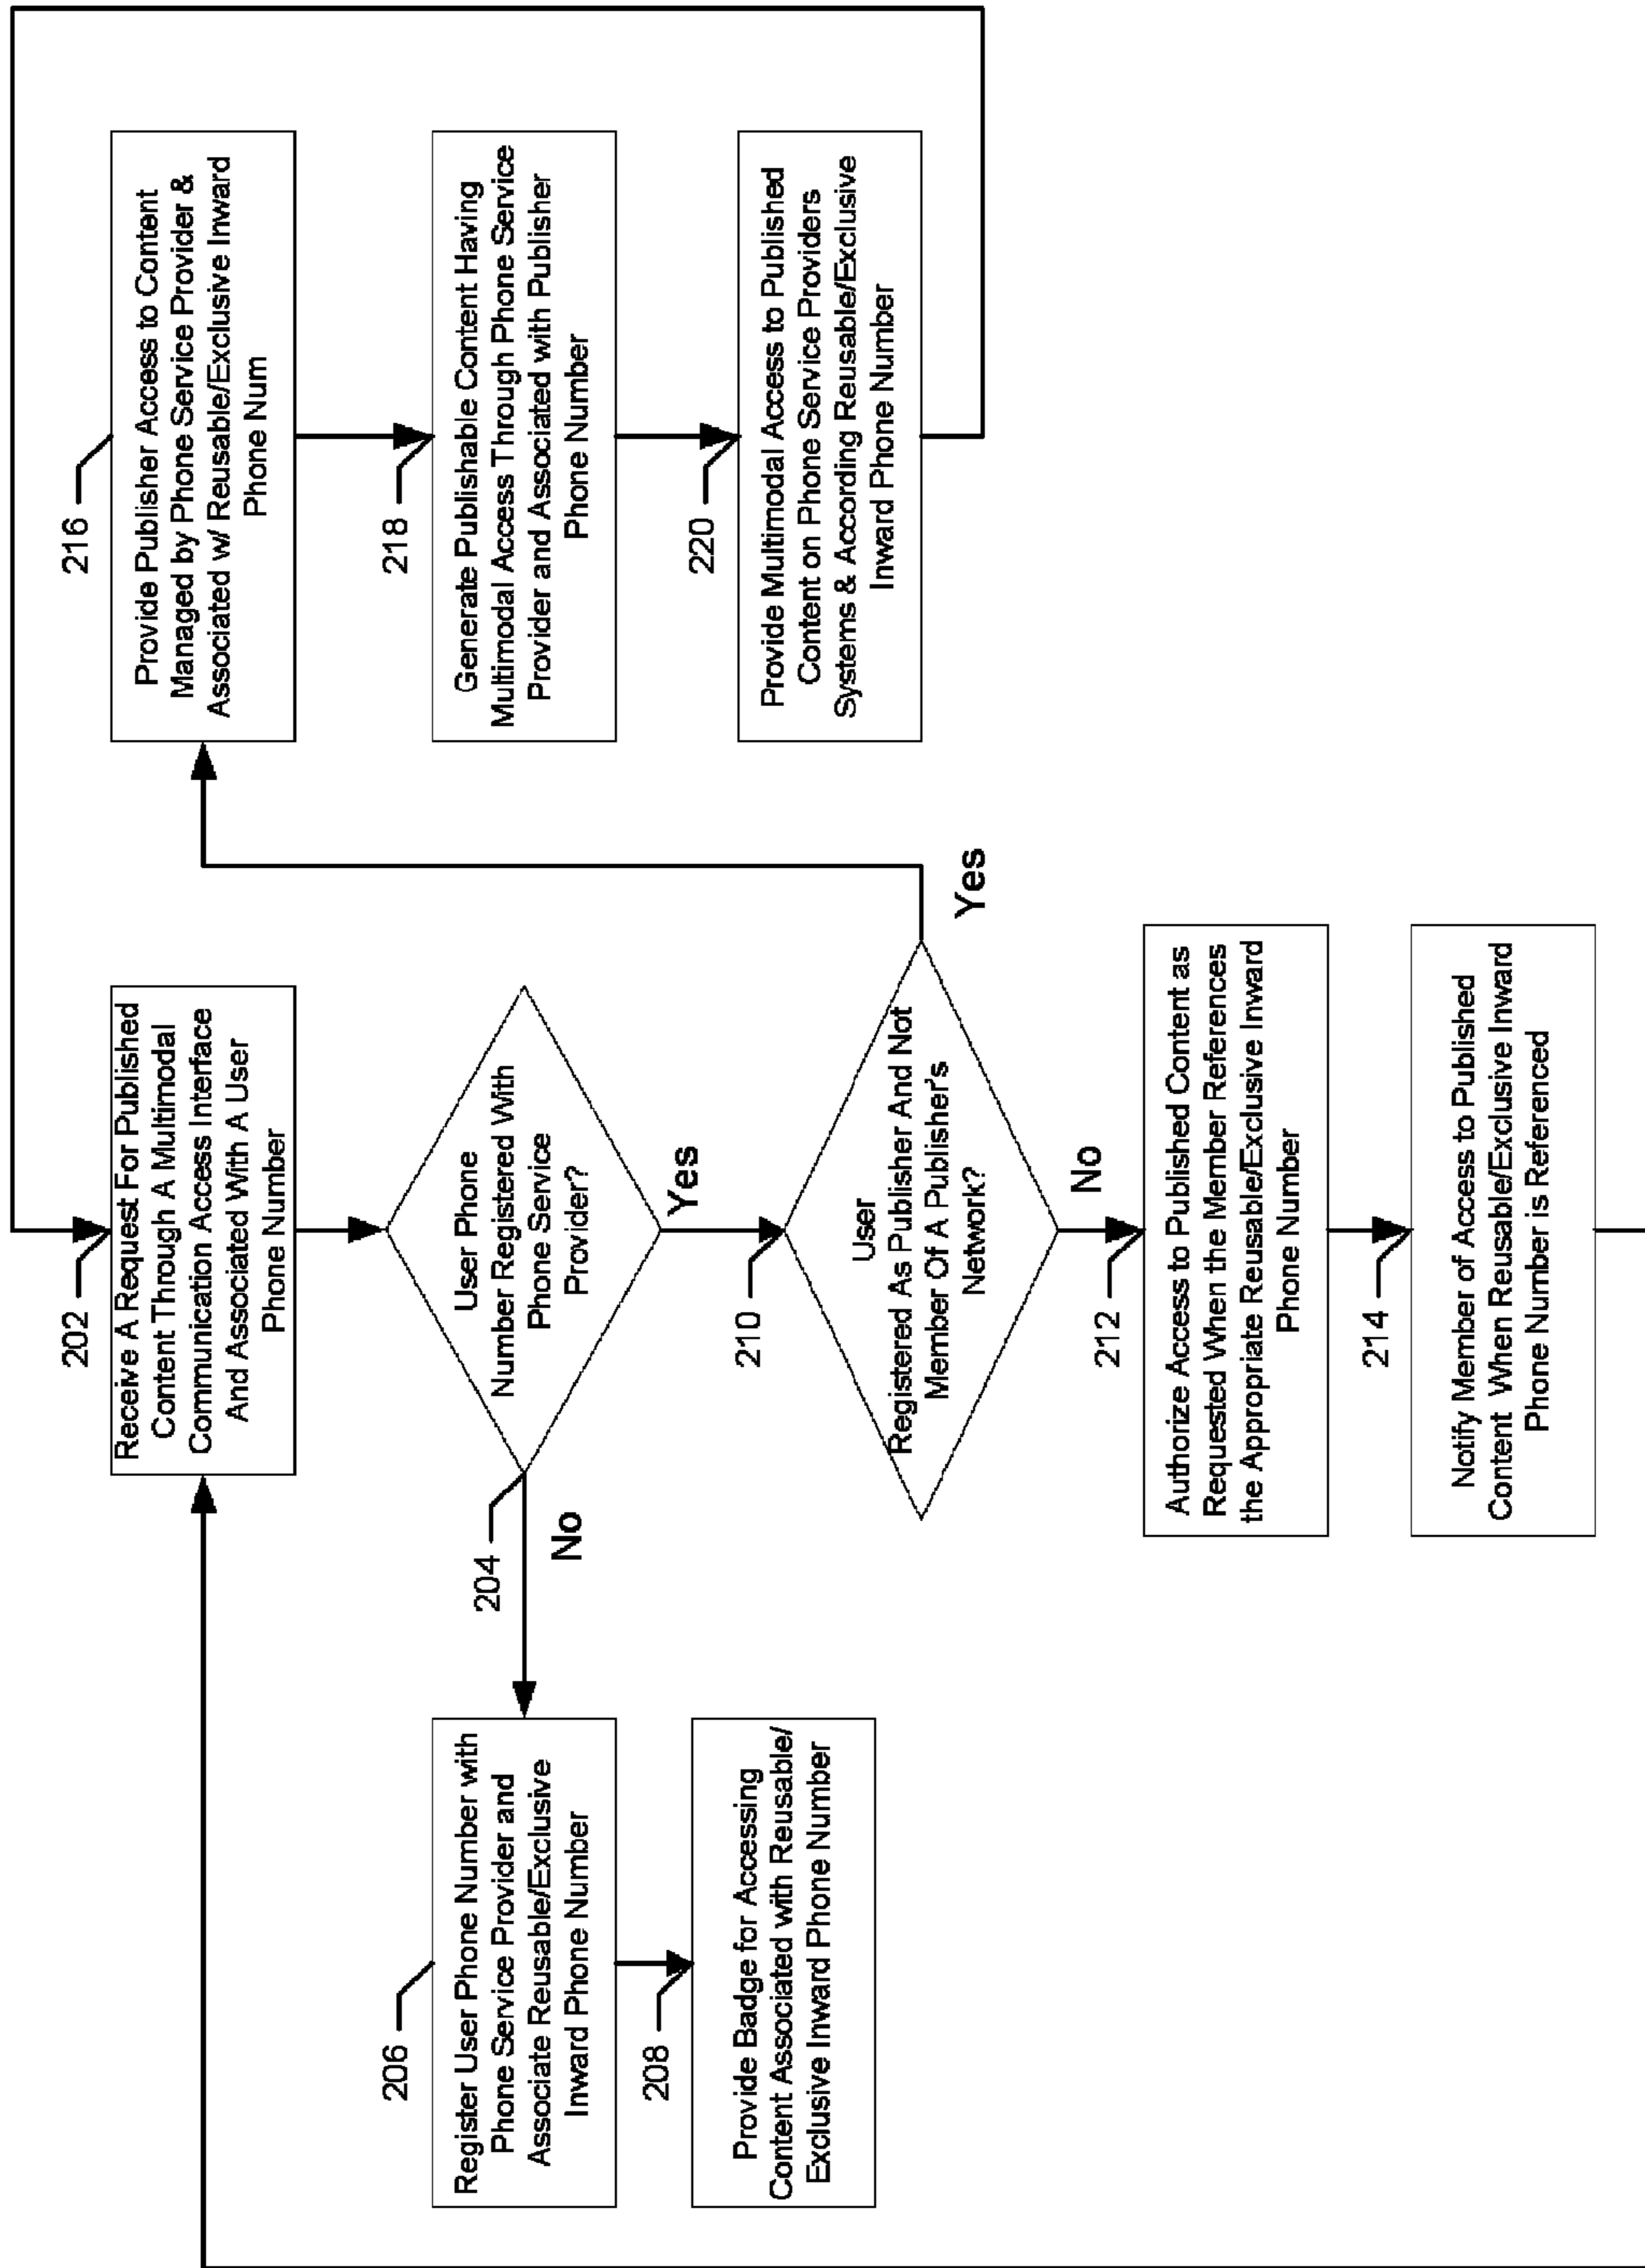 202
Receive A Request For Published
Content Through A Multimodal
Communication Access Interface
And Associated With A User
Phone Number
204
User Phone
Number Registered With
Phone Service
Provider?
No
Yes
206
Register User Phone Number with
Phone Service Provider and
Associate Reusable/Exclusive
Inward Phone Number
208
Provide Badge for Accessing
Content Associated with Reusable/
Exclusive Inward Phone Number
210
User
Registered As Publisher And Not
Member Of A Publisher's
Network?
No
Yes
212
Authorize Access to Published Content as
Requested When the Member References
the Appropriate Reusable/Exclusive Inward
Phone Number
214
Notify Member of Access to Published
Content When Reusable/Exclusive Inward
Phone Number is Referenced
216
Provide Publisher Access to Content
Managed by Phone Service Provider &
Associated w/ Reusable/Exclusive Inward
Phone Num
218
Generate Publishable Content Having
Multimodal Access Through Phone Service
Provider and Associated with Publisher
Phone Number
220
Provide Multimodal Access to Published
Content on Phone Service Providers
Systems & According Reusable/Exclusive
Inward Phone Number